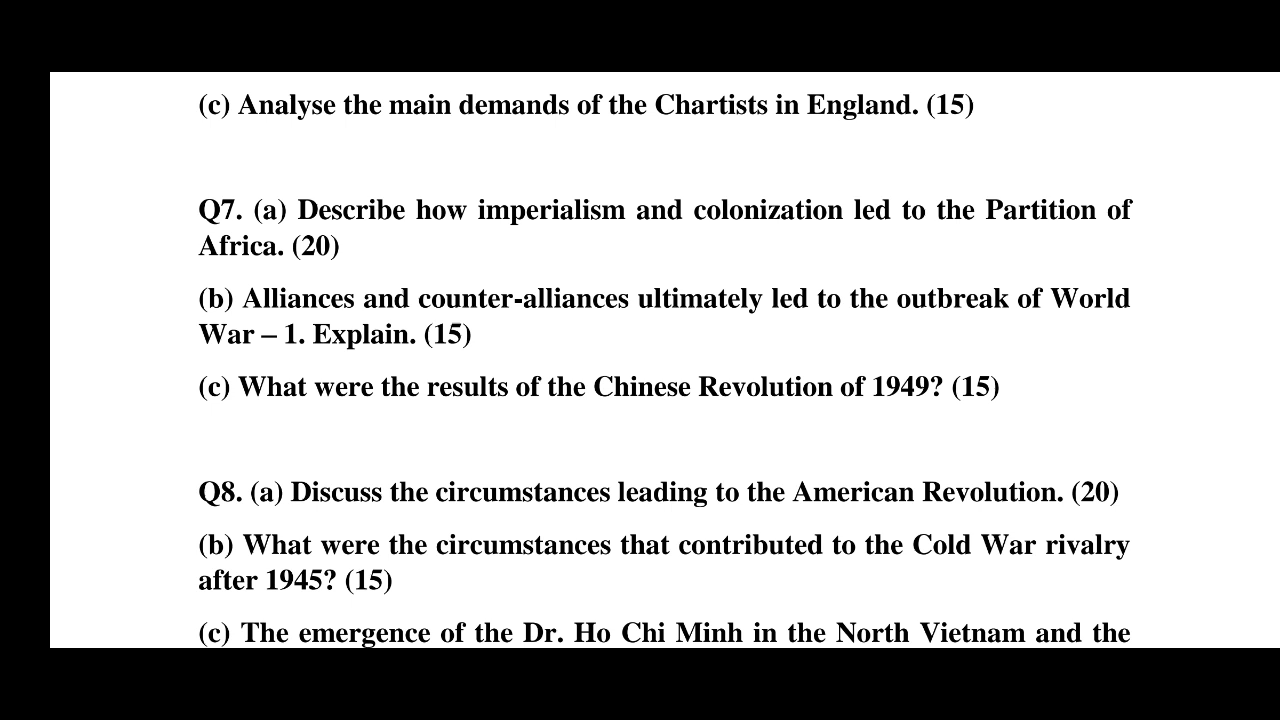 (c) Analyse the main demands of the Chartists in England. (15)
Q7. (a) Describe how imperialism and colonization led to the Partition of
Africa. (20)
(b) Alliances and counter-alliances ultimately led to the outbreak of World
War – 1. Explain. (15)
(c) What were the results of the Chinese Revolution of 1949? (15)
Q8. (a) Discuss the circumstances leading to the American Revolution. (20)
(b) What were the circumstances that contributed to the Cold War rivalry
after 1945? (15)
(c) The emergence of the Dr. Ho Chi Minh in the North Vietnam and the